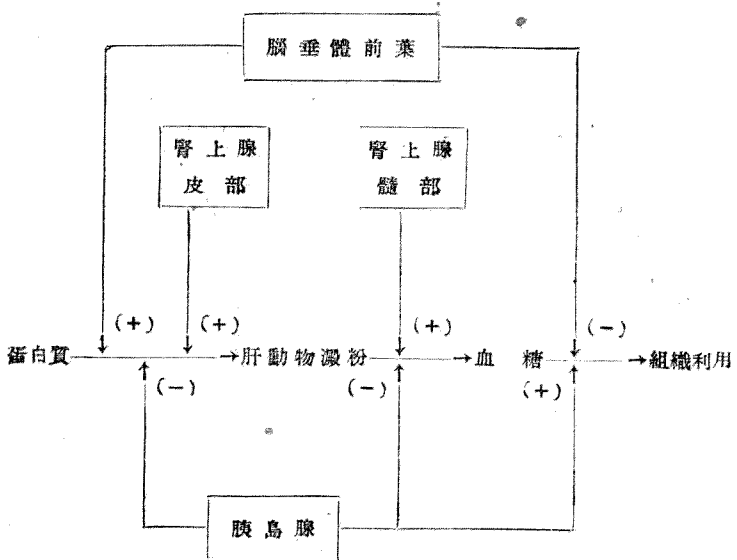 腦垂體前葉
腎上腺 腎上腺
皮部 髓部
(+) (+) (+) (-)
蛋白質 肝動物澱粉 血糖 組織利用
(-) (-) (+)
胰島腺